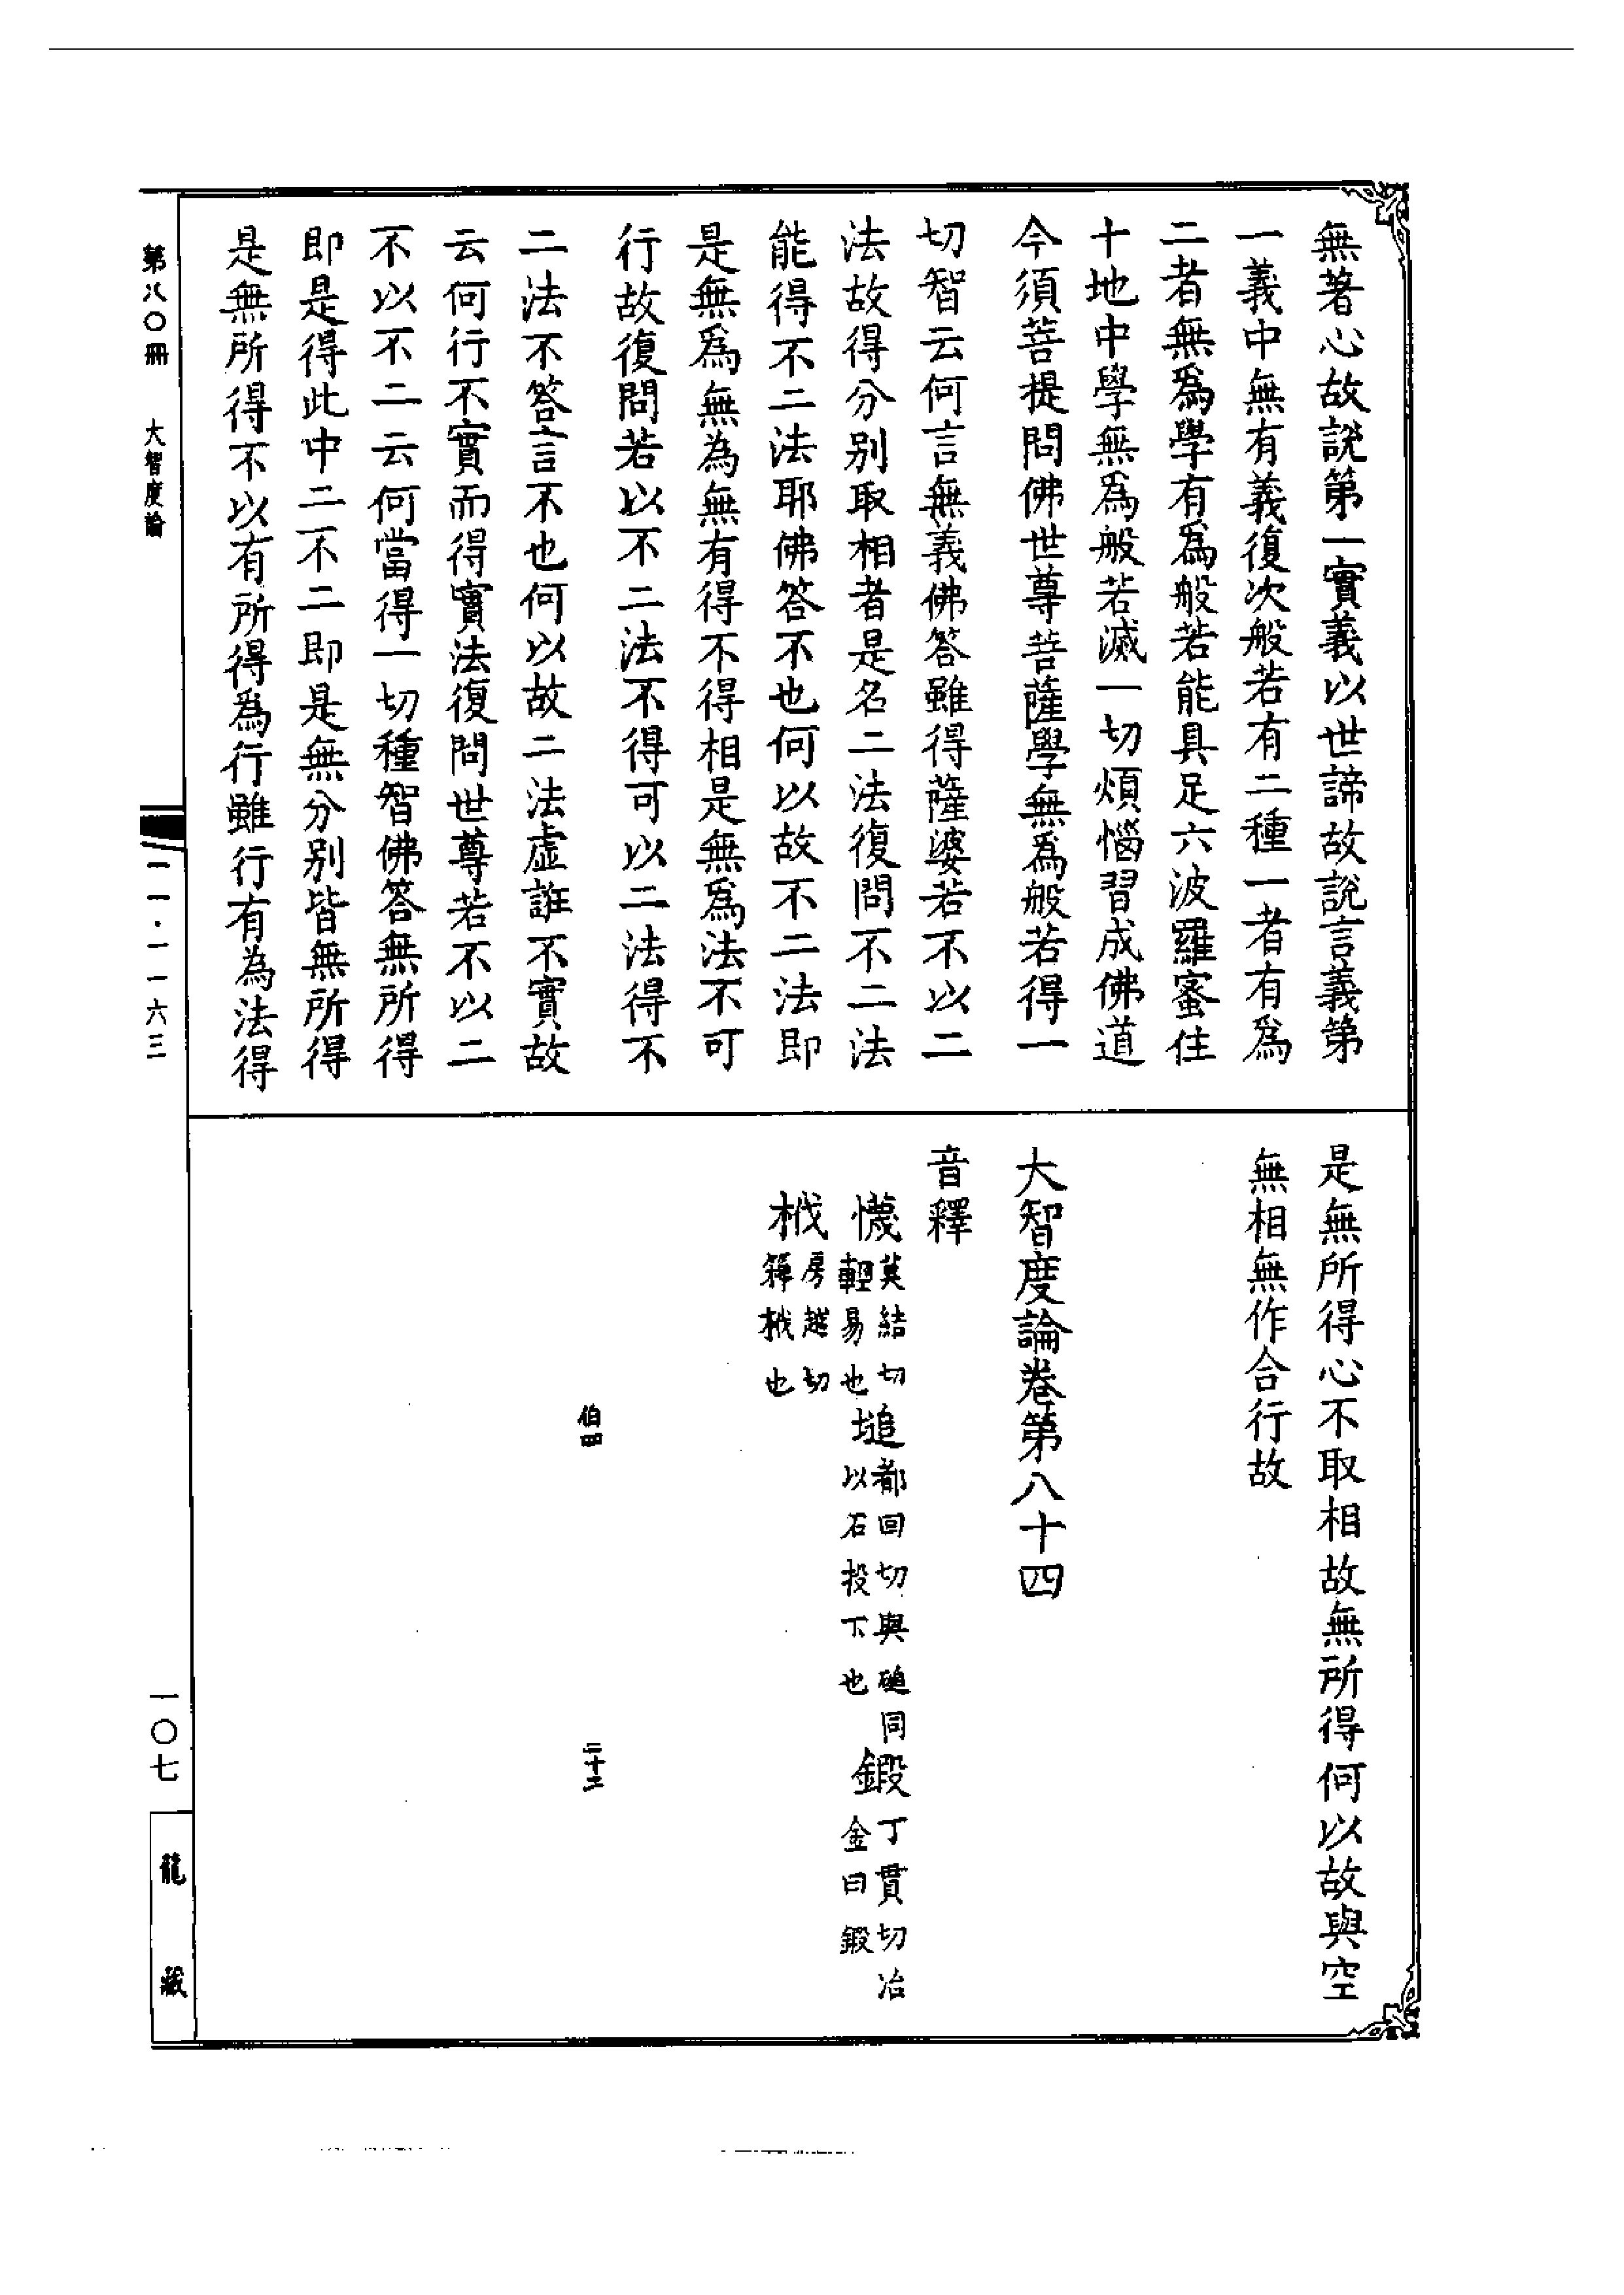 無著心故說第一實義以世諦故說言義第
一義中無有義復次般若有二種一者有為
二者無為學有為般若能具足六波羅蜜住
十地中學無為般若滅一切煩惱習成佛道
今須菩提問佛世尊菩薩學無為般若得一
切智云何言無義佛答雖得薩婆若不以二
法故得分別取相者是名二法復問不二法
能得不二法耶佛答不也何以故不二法即
是無為無為無有得不得相是無為法不可
行故復問若以不二法不得可以二法得不
二法不答言不也何以故二法虛誑不實故
云何行不實而得實法復問世尊若不以二
不以不二云何當得一切種智佛答無所得
即是得此中二不二即是無分別皆無所得
是無所得不以有所得為行雖行有為法得
是無所得心不取相故無所得何以故與空
無相無作合行故
大智度論卷第八十四
音釋
懱莫結切輕易也 搥都回切與磓同以石投下也 鍛丁貫切冶金曰鍛
栰房越切簰栰也
伯四 二十二
第八〇冊 大智度論
一一·一一六三
一〇七
龍藏